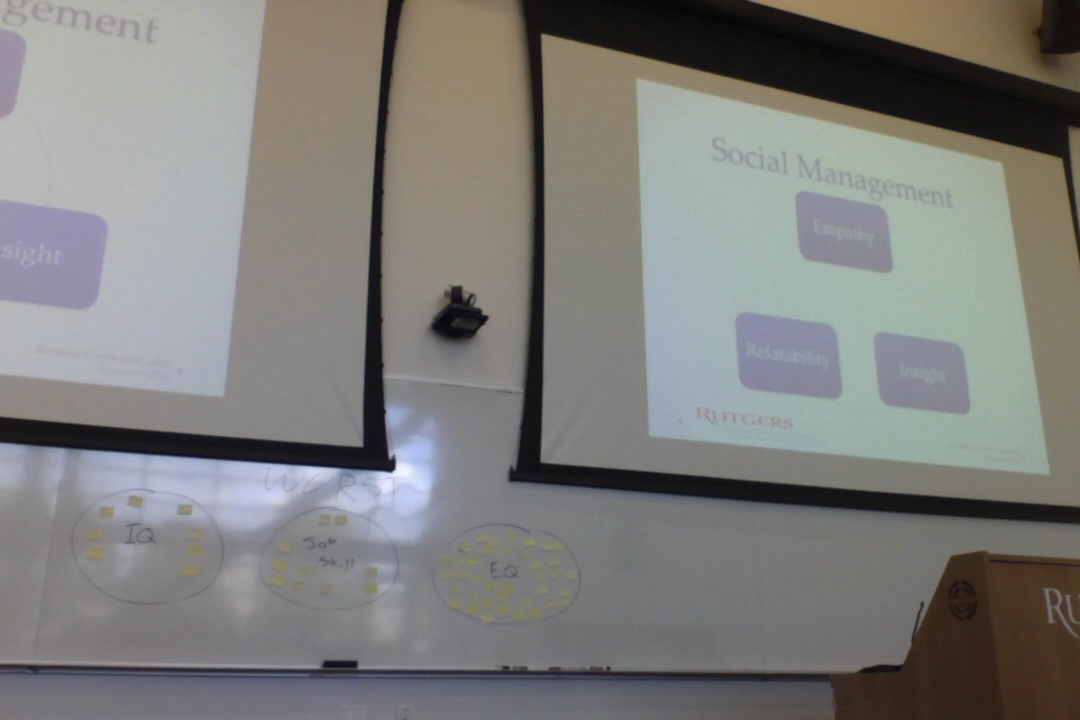 gement
sight
Social Management
Empathy
Relatability
Insight
RUTGERS
WORST
IQ
Job
Skill
EQ
RU